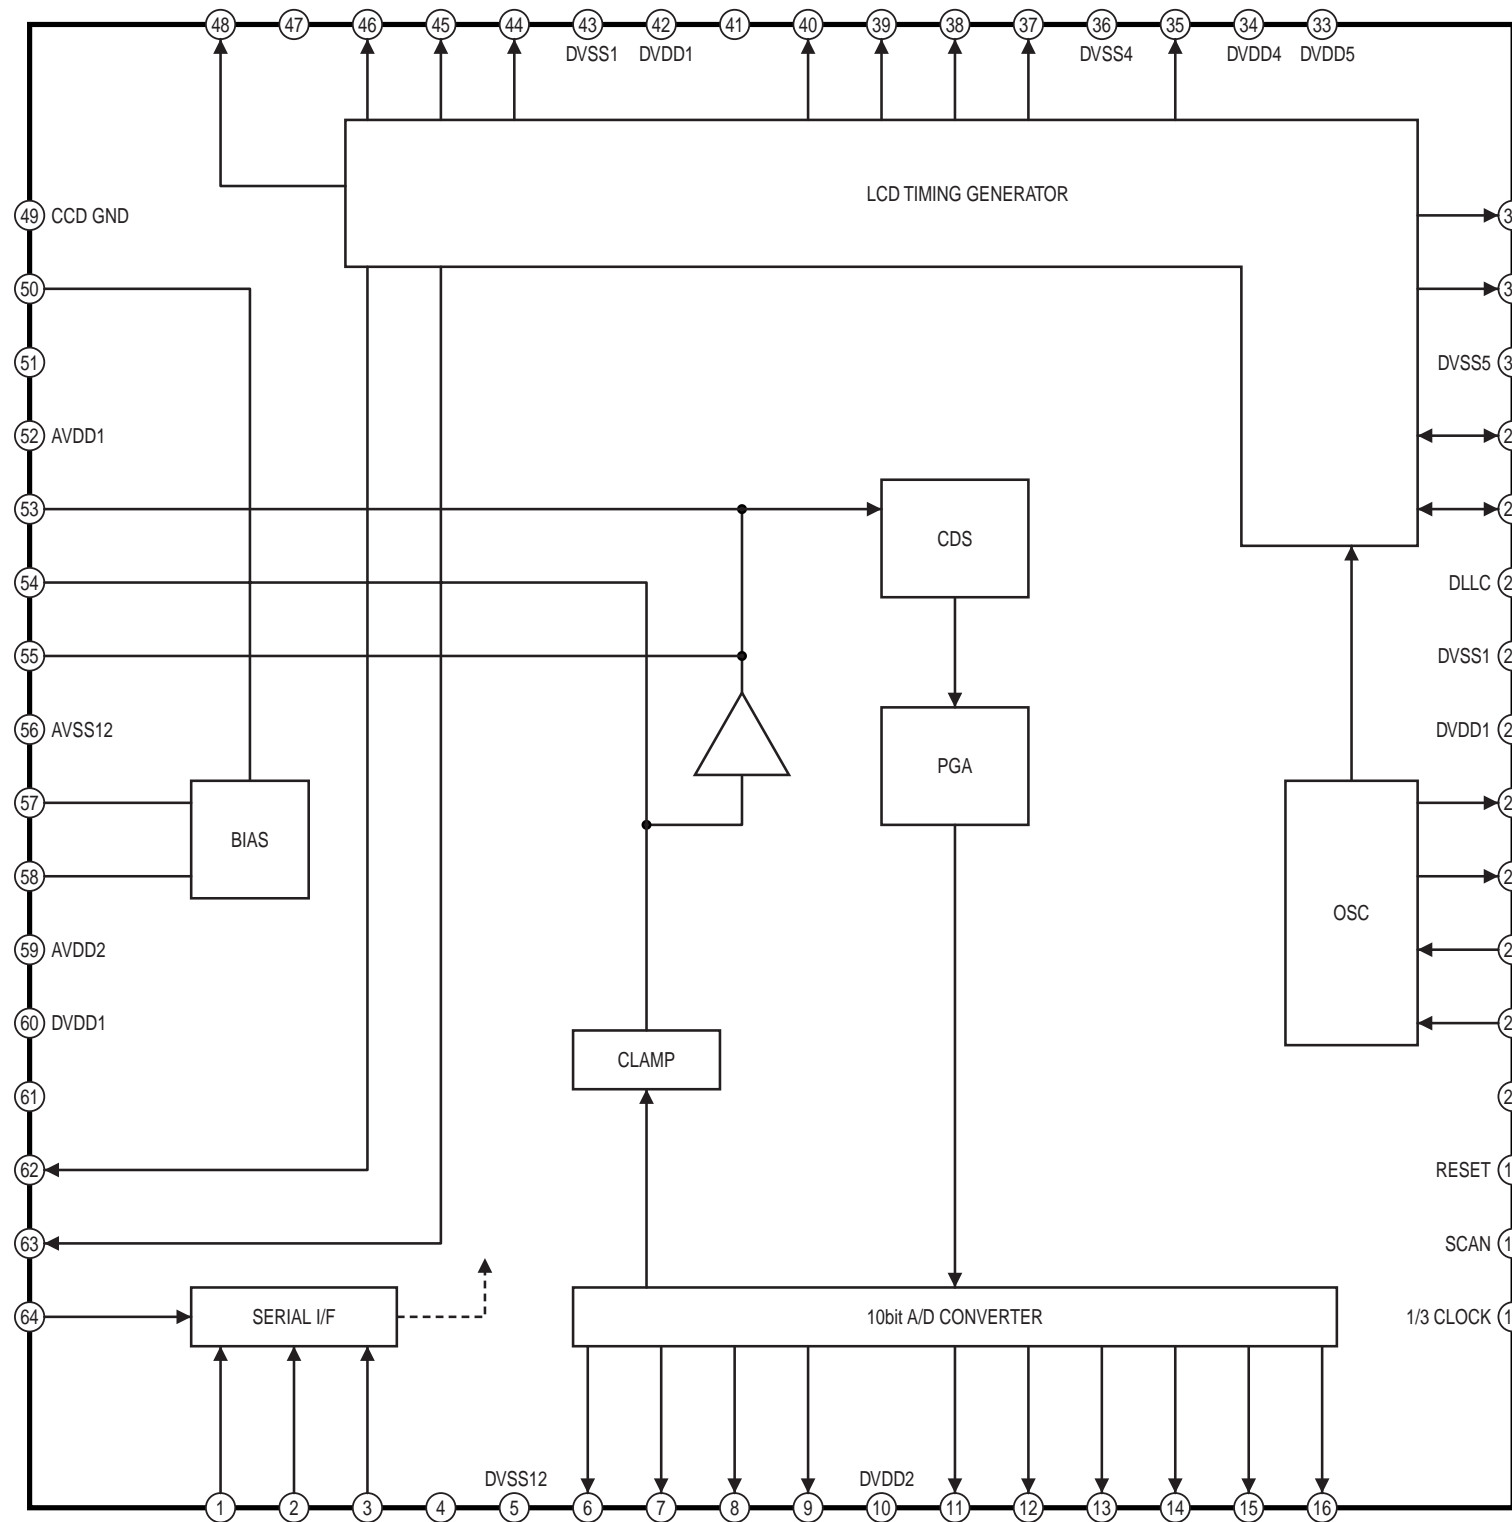 48 47 46 45 44 43 42 41 40 39 38 37 36 35 34 33
DVSS1 DVDD1 DVSS4 DVDD4 DVDD5
LCD TIMING GENERATOR
49 CCD GND
50
51 DVSS5
52 AVDD1
53
CDS
54 DLLC
55 DVSS1
56 AVSS12 DVDD1
PGA
57
BIAS
58
OSC
59 AVDD2
60 DVDD1
CLAMP
61
62 RESET
63 SCAN
64 SERIAL I/F 10bit A/D CONVERTER 1/3 CLOCK
DVSS12 DVDD2
1 2 3 4 5 6 7 8 9 10 11 12 13 14 15 16